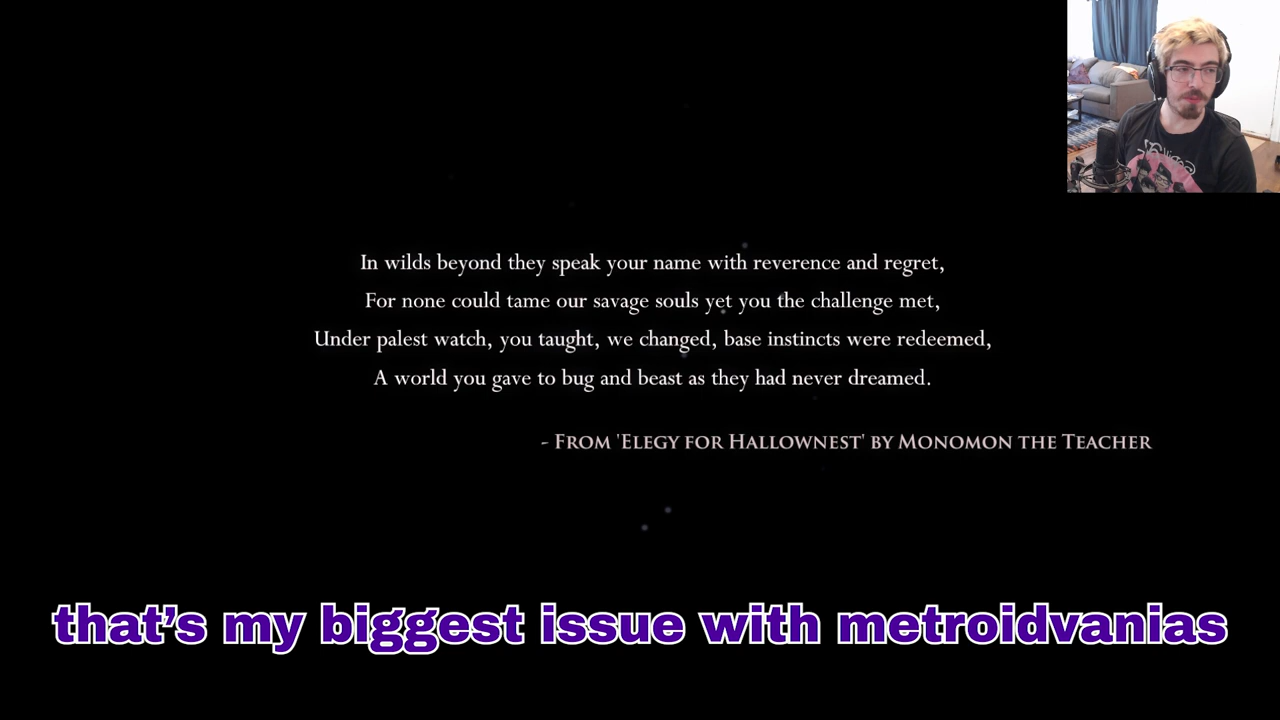 In wilds beyond they speak your name with reverence and regret,
For none could tame our savage souls yet you the challenge met,
Under palest watch, you taught, we changed, base instincts were redeemed,
A world you gave to bug and beast as they had never dreamed.
- From 'Elegy for Hallownest' by Monomon the Teacher
that's my biggest issue with metroidvanias